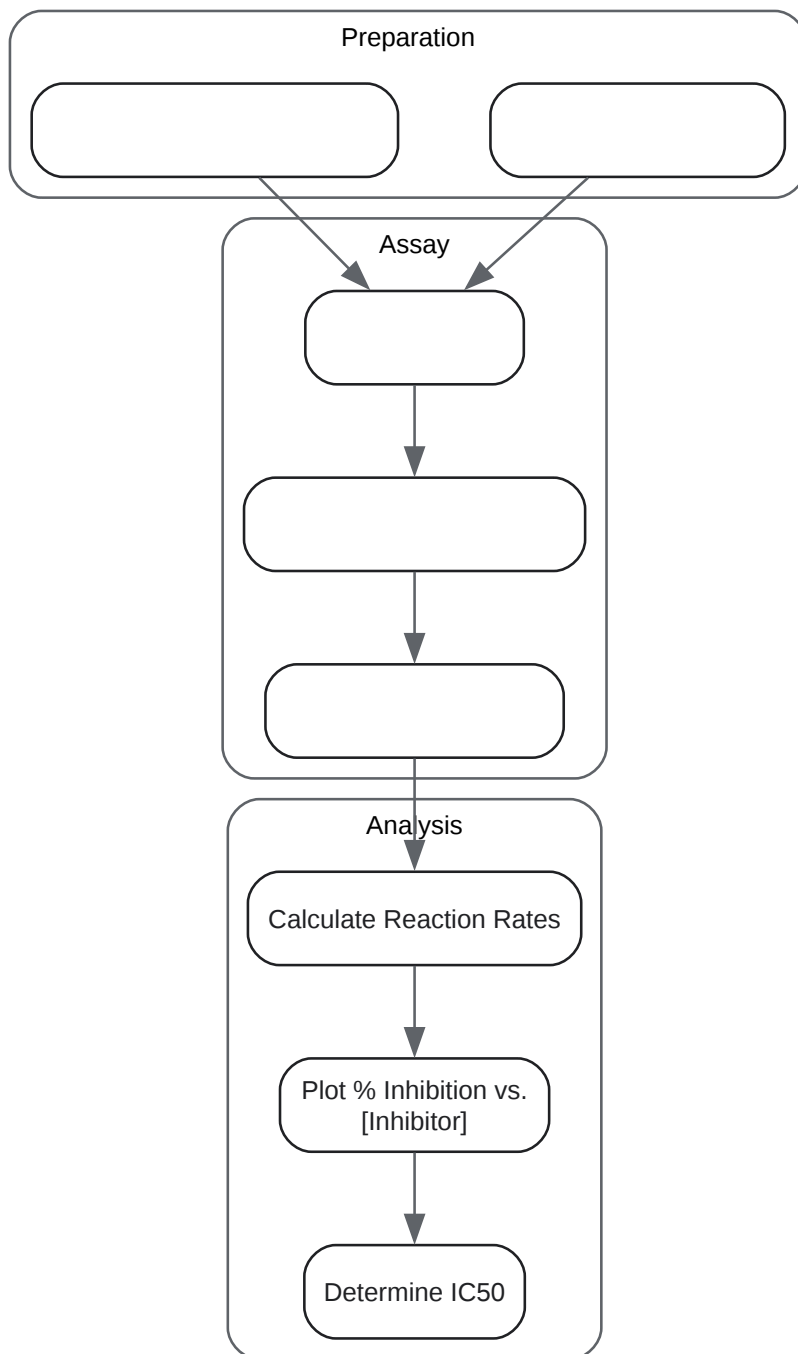 Preparation
Assay
Analysis
Calculate Reaction Rates
Plot % Inhibition vs.
[Inhibitor]
Determine IC50